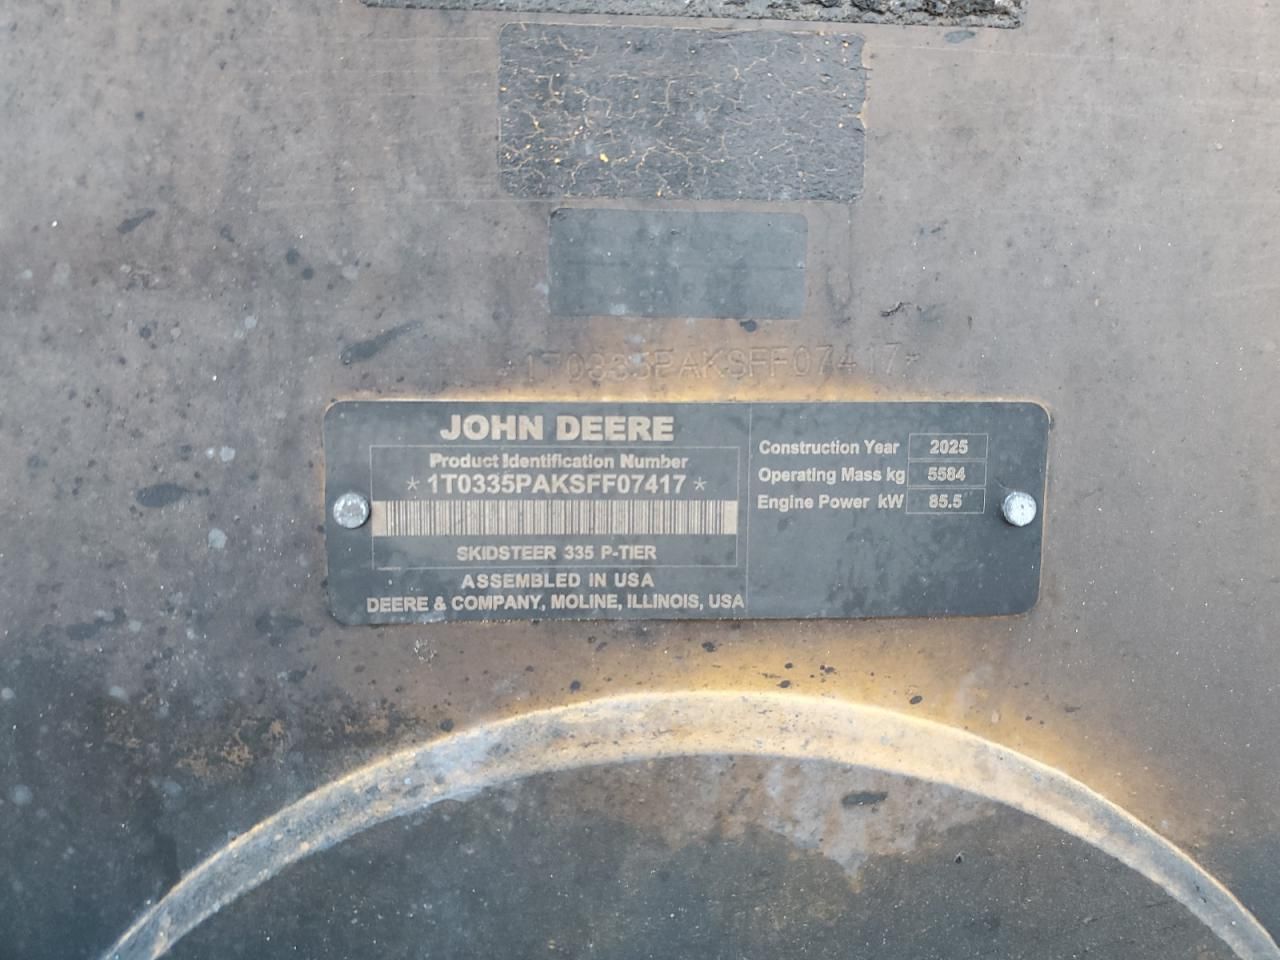 *1T0335PAKSFF07417*
JOHN DEERE
Product Identification Number
*1T0335PAKSFF07417*
SKIDSTEER 335 P-TIER
ASSEMBLED IN USA
DEERE & COMPANY, MOLINE, ILLINOIS, USA
Construction Year 2025
Operating Mass kg 5584
Engine Power kW 85.5